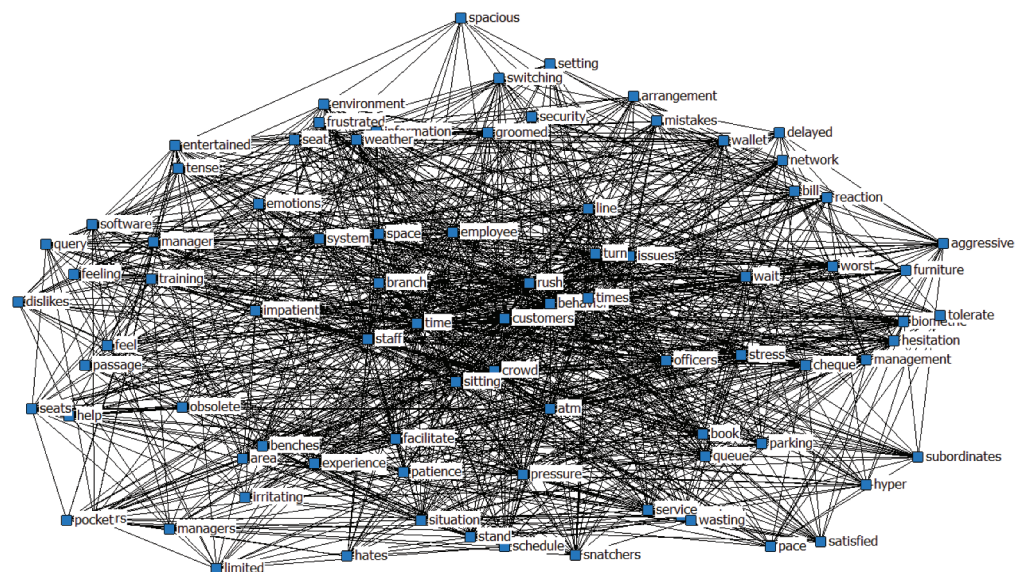 spacious
setting
switching
arrangement
environment
security
frustrated
information
groomed
mistakes
delayed
seat
weather
wallet
entertained
network
tense
bill
reaction
emotions
line
software
employee
system
space
manager
query
turn
issues
aggressive
worst
furniture
feeling
training
wait
branch
rush
times
dislikes
behavior
impatient
customers
tolerate
time
staff
hesitation
feel
stress
officers
management
passage
cheque
crowd
sitting
obsolete
seats
help
atm
book
facilitate
parking
benches
queue
area
subordinates
experience
patience
pressure
hyper
irritating
service
pocket
situation
wasting
managers
stand
satisfied
schedule
pace
hates
snatchers
limited